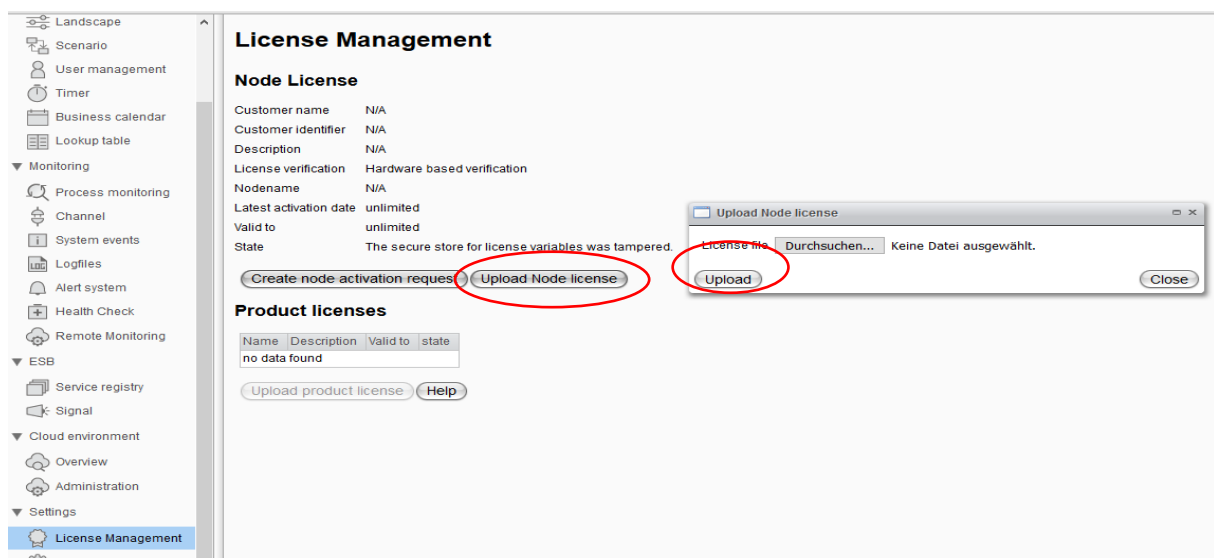 Landscape
Scenario
User management
Timer
Business calendar
Lookup table
Monitoring
Process monitoring
Channel
System events
Logfiles
Alert system
Health Check
Remote Monitoring
ESB
Service registry
Signal
Cloud environment
Overview
Administration
Settings
License Management
License Management
Node License
Customer name N/A
Customer identifier N/A
Description N/A
License verification Hardware based verification
Nodename N/A
Latest activation date unlimited
Valid to unlimited
State The secure store for license variables was tampered.
Create node activation request Upload Node license
Product licenses
Name Description Valid to state
no data found
Upload product license Help
Upload Node license
License file Durchsuchen... Keine Datei ausgewählt.
Upload Close